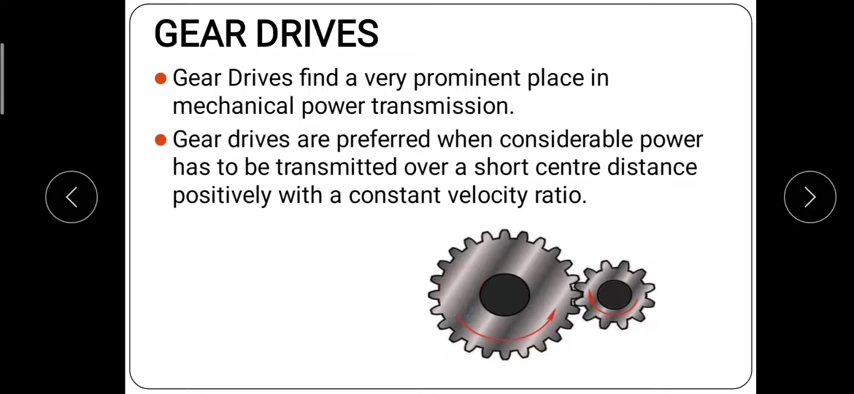 GEAR DRIVES
Gear Drives find a very prominent place in
mechanical power transmission.
Gear drives are preferred when considerable power
has to be transmitted over a short centre distance
positively with a constant velocity ratio.